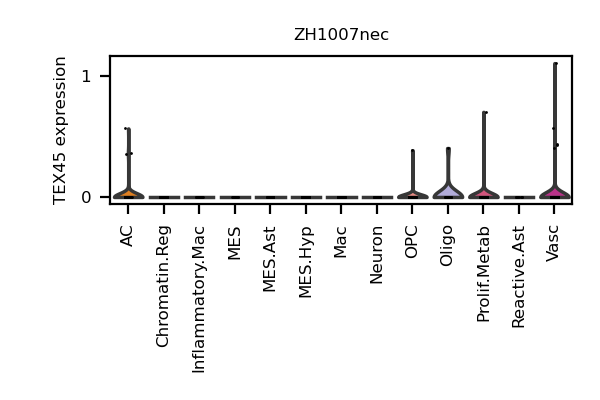 ZH1007nec
TEX45 expression
1
0
AC
Chromatin.Reg
Inflammatory.Mac
MES
MES.Ast
MES.Hyp
Mac
Neuron
OPC
Oligo
Prolif.Metab
Reactive.Ast
Vasc